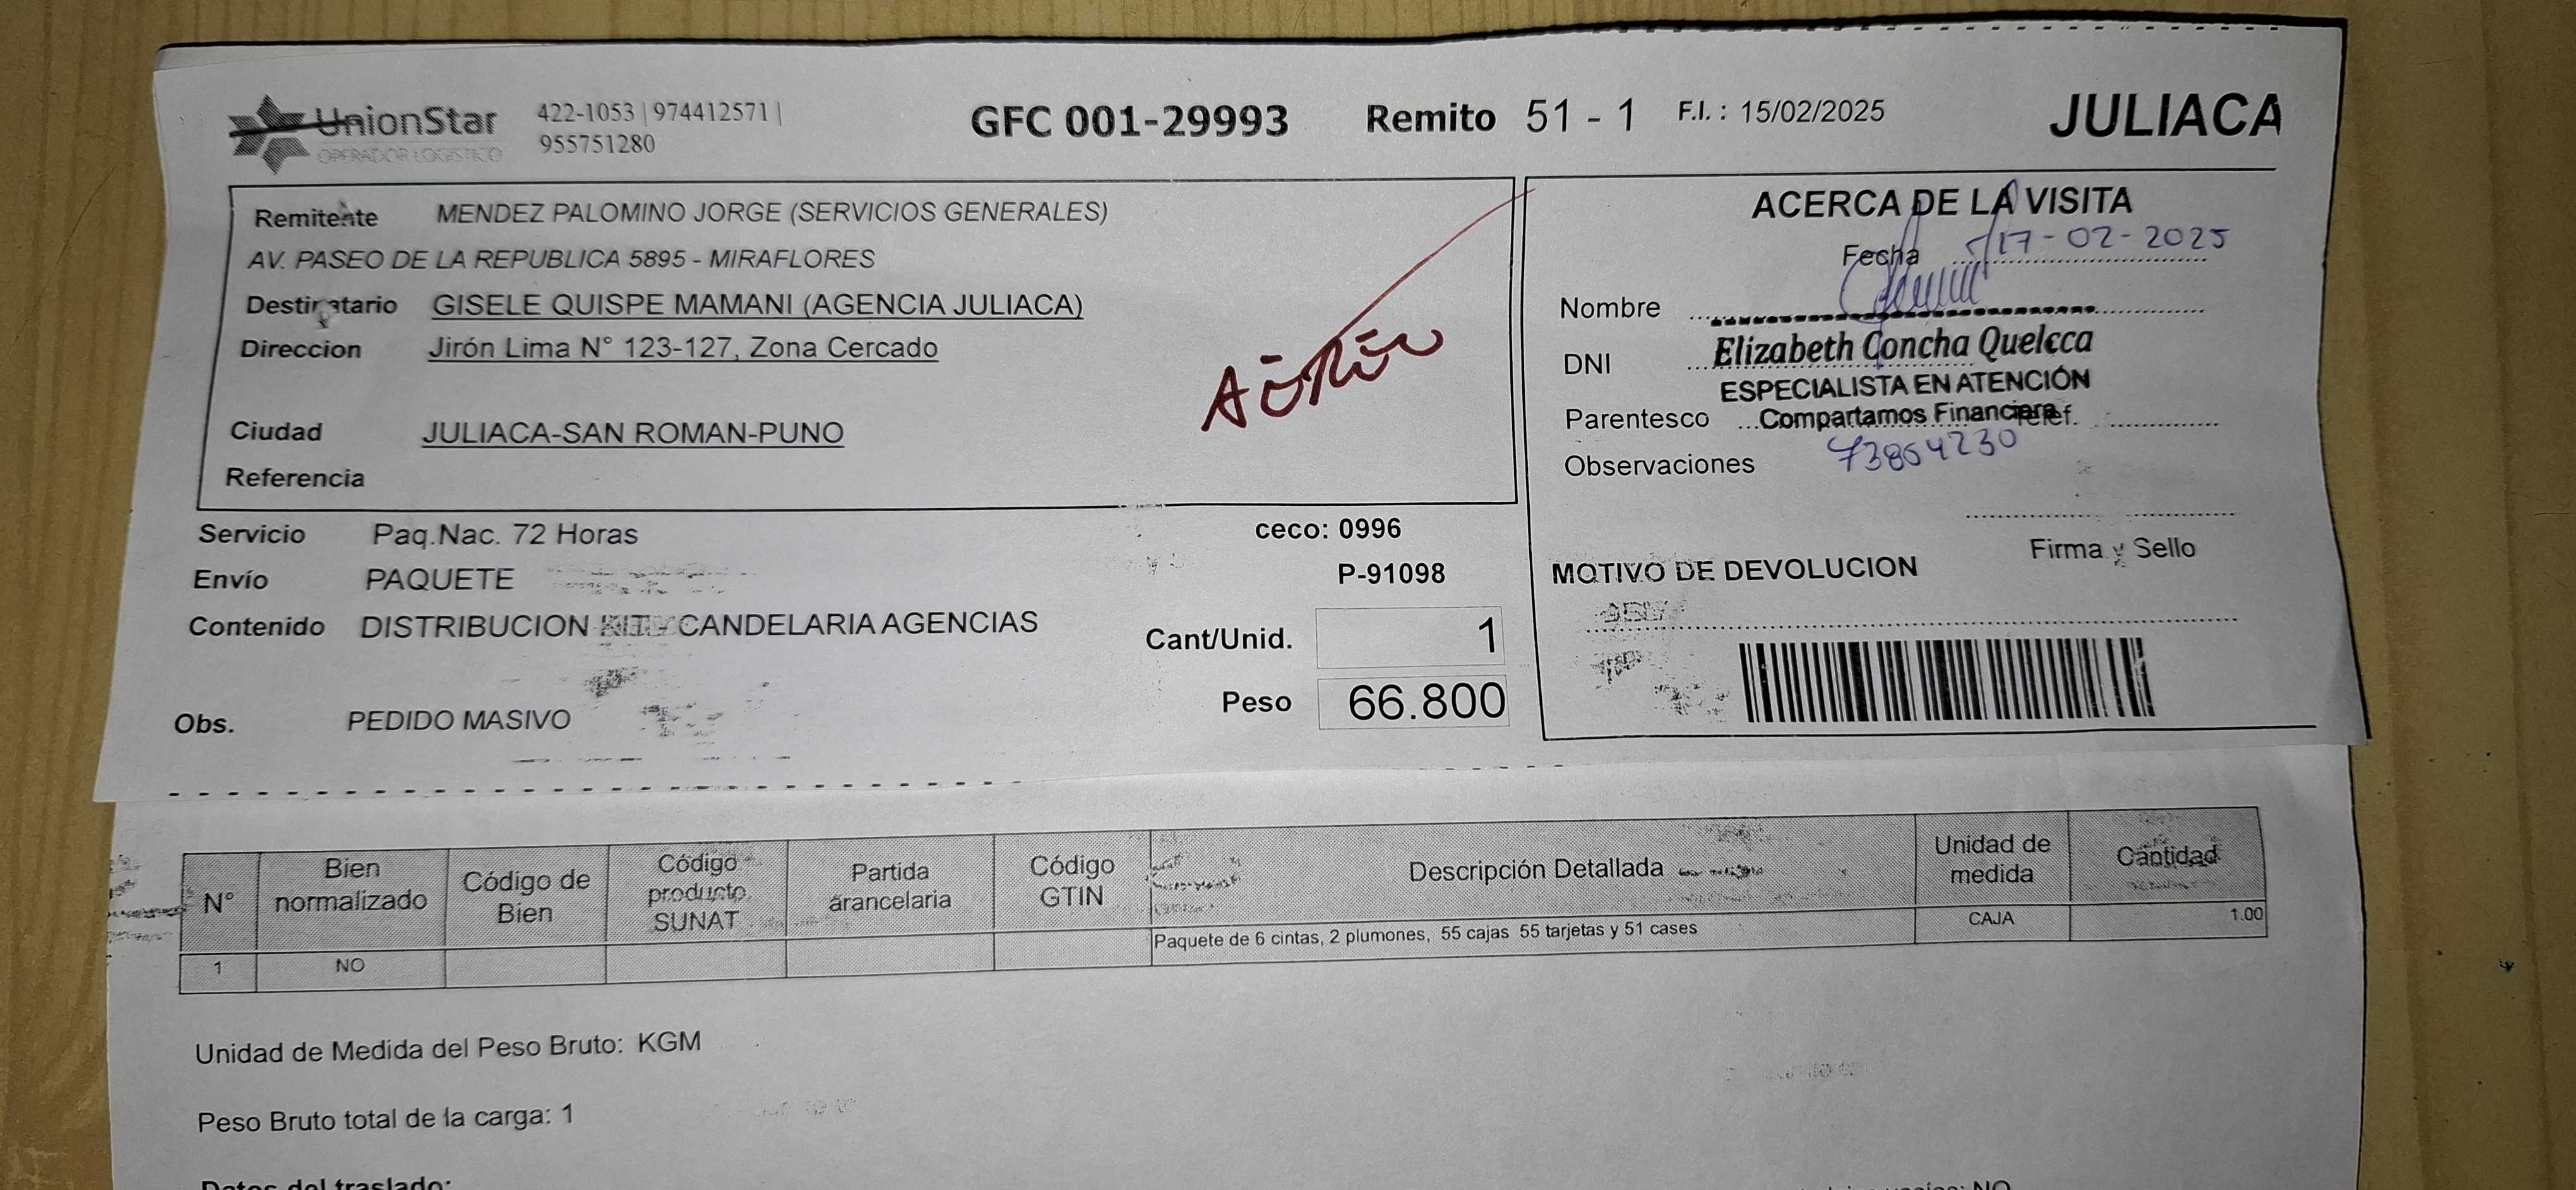 UnionStar
OPERADOR LOGISTICO
422-1053 | 974412571 |
955751280
GFC 001-29993
Remito 51 - 1
F.I. : 15/02/2025
JULIACA
Remitente MENDEZ PALOMINO JORGE (SERVICIOS GENERALES)
AV. PASEO DE LA REPUBLICA 5895 - MIRAFLORES
Destinatario GISELE QUISPE MAMANI (AGENCIA JULIACA)
Direccion Jirón Lima N° 123-127, Zona Cercado
Ciudad JULIACA-SAN ROMAN-PUNO
Referencia
ACERCA DE LA VISITA
Fecha 17-02-2025
Nombre
DNI Elizabeth Concha Quelcca
ESPECIALISTA EN ATENCIÓN
Parentesco Compartamos Financiera Telef.
Observaciones 73864230
Firma y Sello
MOTIVO DE DEVOLUCION
Servicio Paq.Nac. 72 Horas
ceco: 0996
Envío PAQUETE
P-91098
Contenido DISTRIBUCION KIT CANDELARIA AGENCIAS
Cant/Unid. 1
Peso 66.800
Obs. PEDIDO MASIVO
N° Bien normalizado Código de Bien Código producto SUNAT Partida arancelaria Código GTIN Descripción Detallada Unidad de medida Cantidad
1 NO Paquete de 6 cintas, 2 plumones, 55 cajas 55 tarjetas y 51 cases CAJA 1.00
Unidad de Medida del Peso Bruto: KGM
Peso Bruto total de la carga: 1
Datos del traslado:
NO